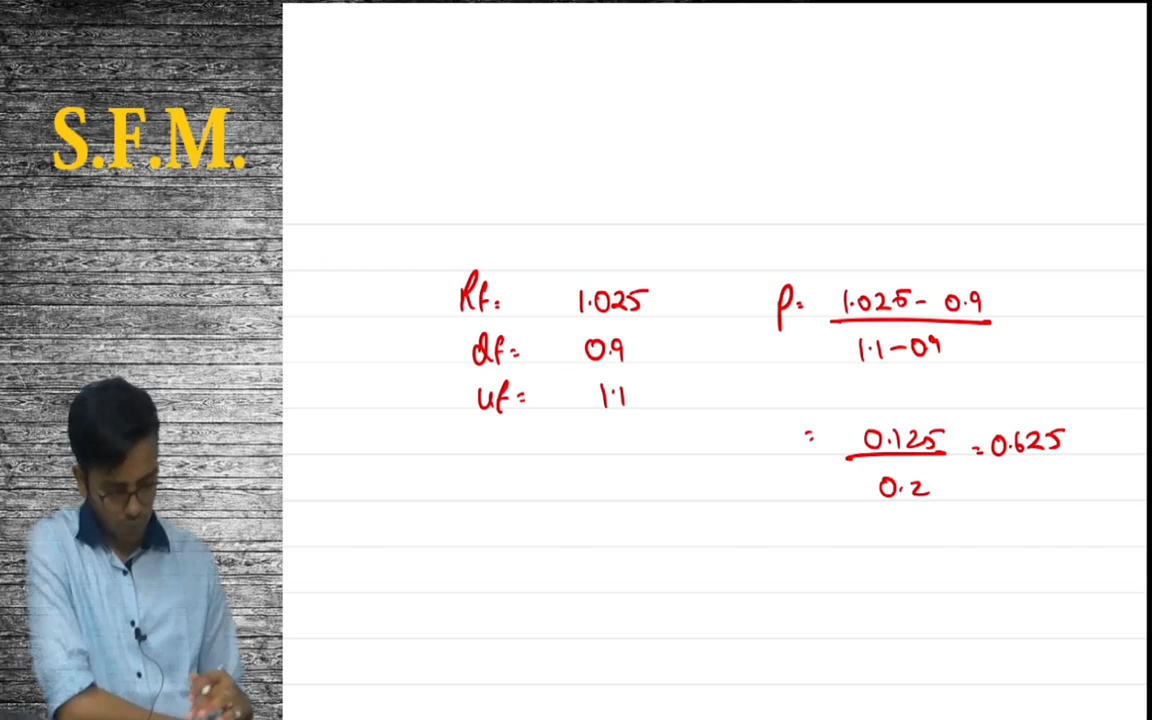 S.F.M.
Rf= 1.025
df= 0.9
uf= 1.1
P= 1.025 - 0.9
1.1 - 0.9
= 0.125 = 0.625
0.2